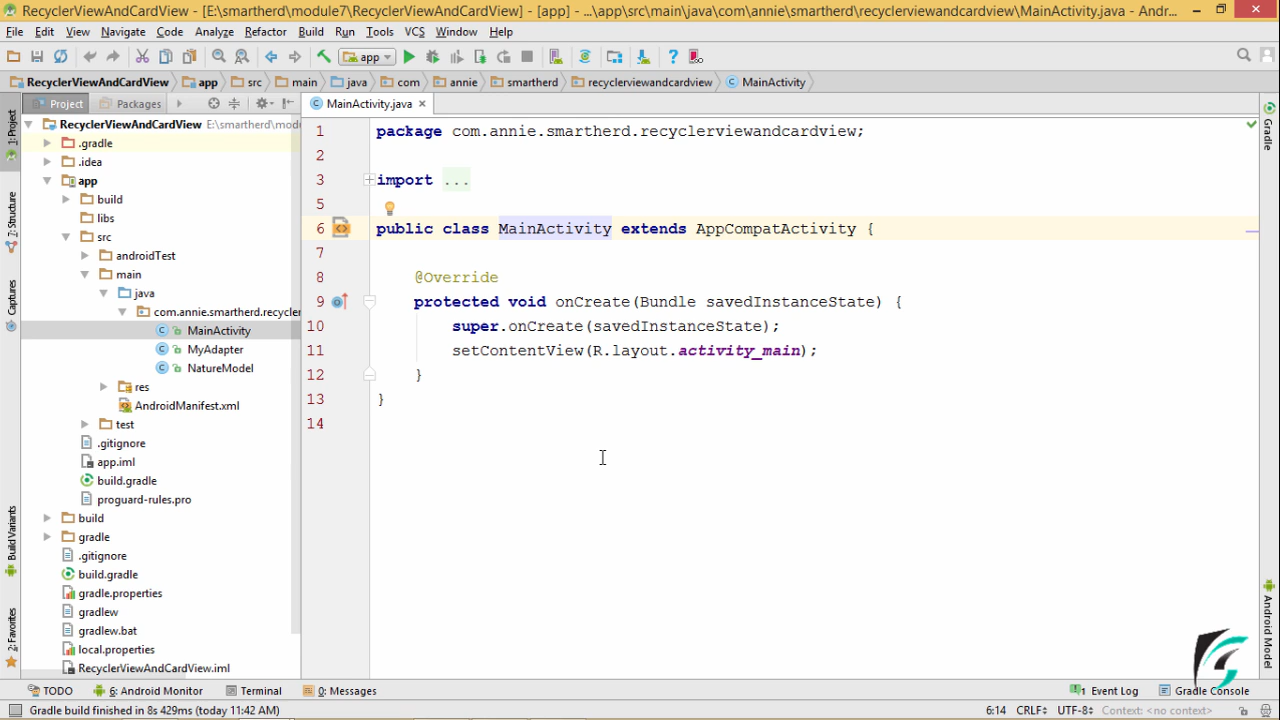 RecyclerViewAndCardView - [E:\smartherd\module7\RecyclerViewAndCardView] - [app] - ...\app\src\main\java\com\annie\smartherd\recyclerviewandcardview\MainActivity.java - Andr...
File Edit View Navigate Code Analyze Refactor Build Run Tools VCS Window Help
app
RecyclerViewAndCardView app src main java com annie smartherd recyclerviewandcardview MainActivity
Project Packages MainActivity.java
1: Project
7: Structure
Captures
Build Variants
2: Favorites
RecyclerViewAndCardView E:\smartherd\mod
.gradle
.idea
app
build
libs
src
androidTest
main
java
com.annie.smartherd.recycler
MainActivity
MyAdapter
NatureModel
res
AndroidManifest.xml
test
.gitignore
app.iml
build.gradle
proguard-rules.pro
build
gradle
.gitignore
build.gradle
gradle.properties
gradlew
gradlew.bat
local.properties
RecyclerViewAndCardView.iml
1 package com.annie.smartherd.recyclerviewandcardview;
2
3 import ...
5
6 public class MainActivity extends AppCompatActivity {
7
8 @Override
9 protected void onCreate(Bundle savedInstanceState) {
10 super.onCreate(savedInstanceState);
11 setContentView(R.layout.activity_main);
12 }
13 }
14
Gradle
Android Model
TODO 6: Android Monitor Terminal 0: Messages 1 Event Log Gradle Console
Gradle build finished in 8s 429ms (today 11:42 AM) 6:14 CRLF÷ UTF-8÷ Context: <no context>